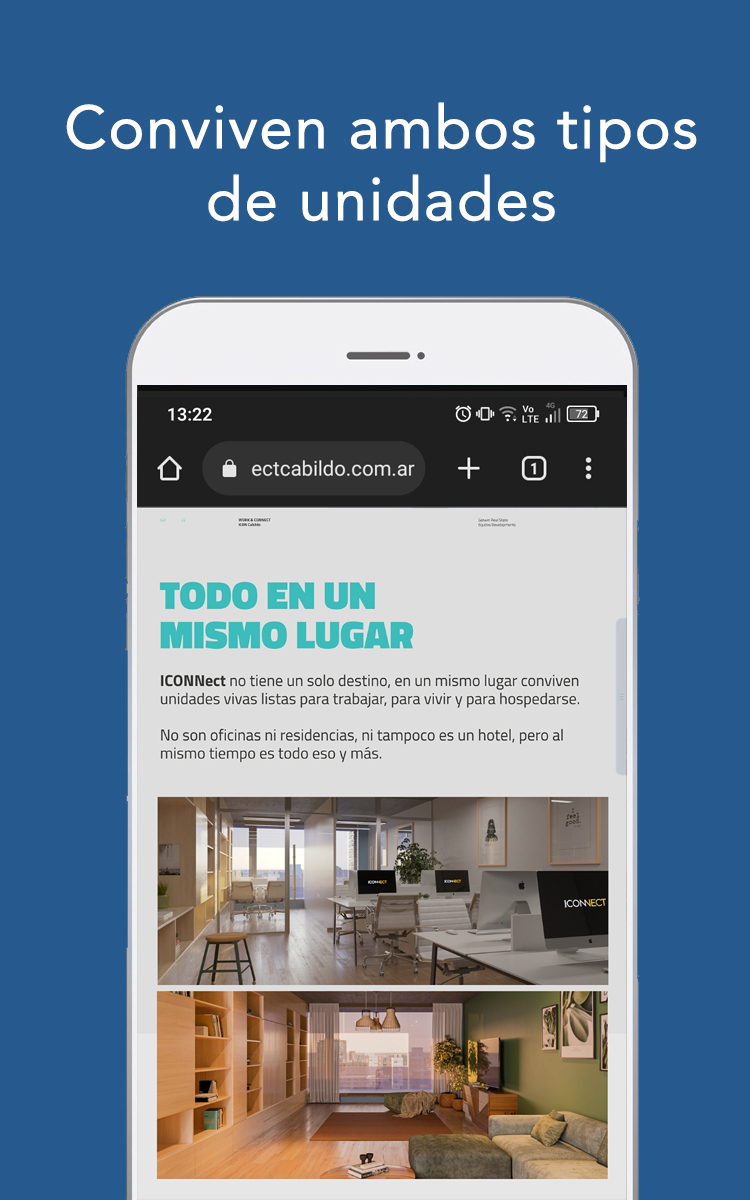 Conviven ambos tipos
de unidades
13:22
Vo
LTE
4G
72
ectcabildo.com.ar
1
WORK & CONNECT
ICON Cabildo
TODO EN UN
MISMO LUGAR
ICONNect no tiene un solo destino, en un mismo lugar conviven
unidades vivas listas para trabajar, para vivir y para hospedarse.
No son oficinas ni residencias, ni tampoco es un hotel, pero al
mismo tiempo es todo eso y más.
i feel
good.
ICONNECT
ICONNECT
ICONNECT